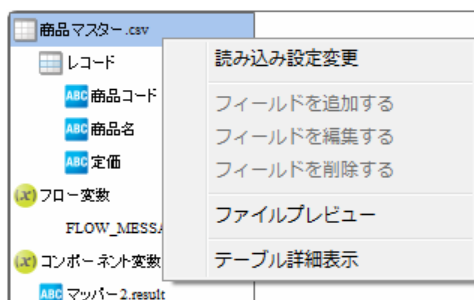 商品マスター.csv
レコード
ABC 商品コード
ABC 商品名
ABC 定価
(x) フロー変数
FLOW_MESSA
(x) コンポーネント変数
ABC マッパー2.result
読み込み設定変更
フィールドを追加する
フィールドを編集する
フィールドを削除する
ファイルプレビュー
テーブル詳細表示